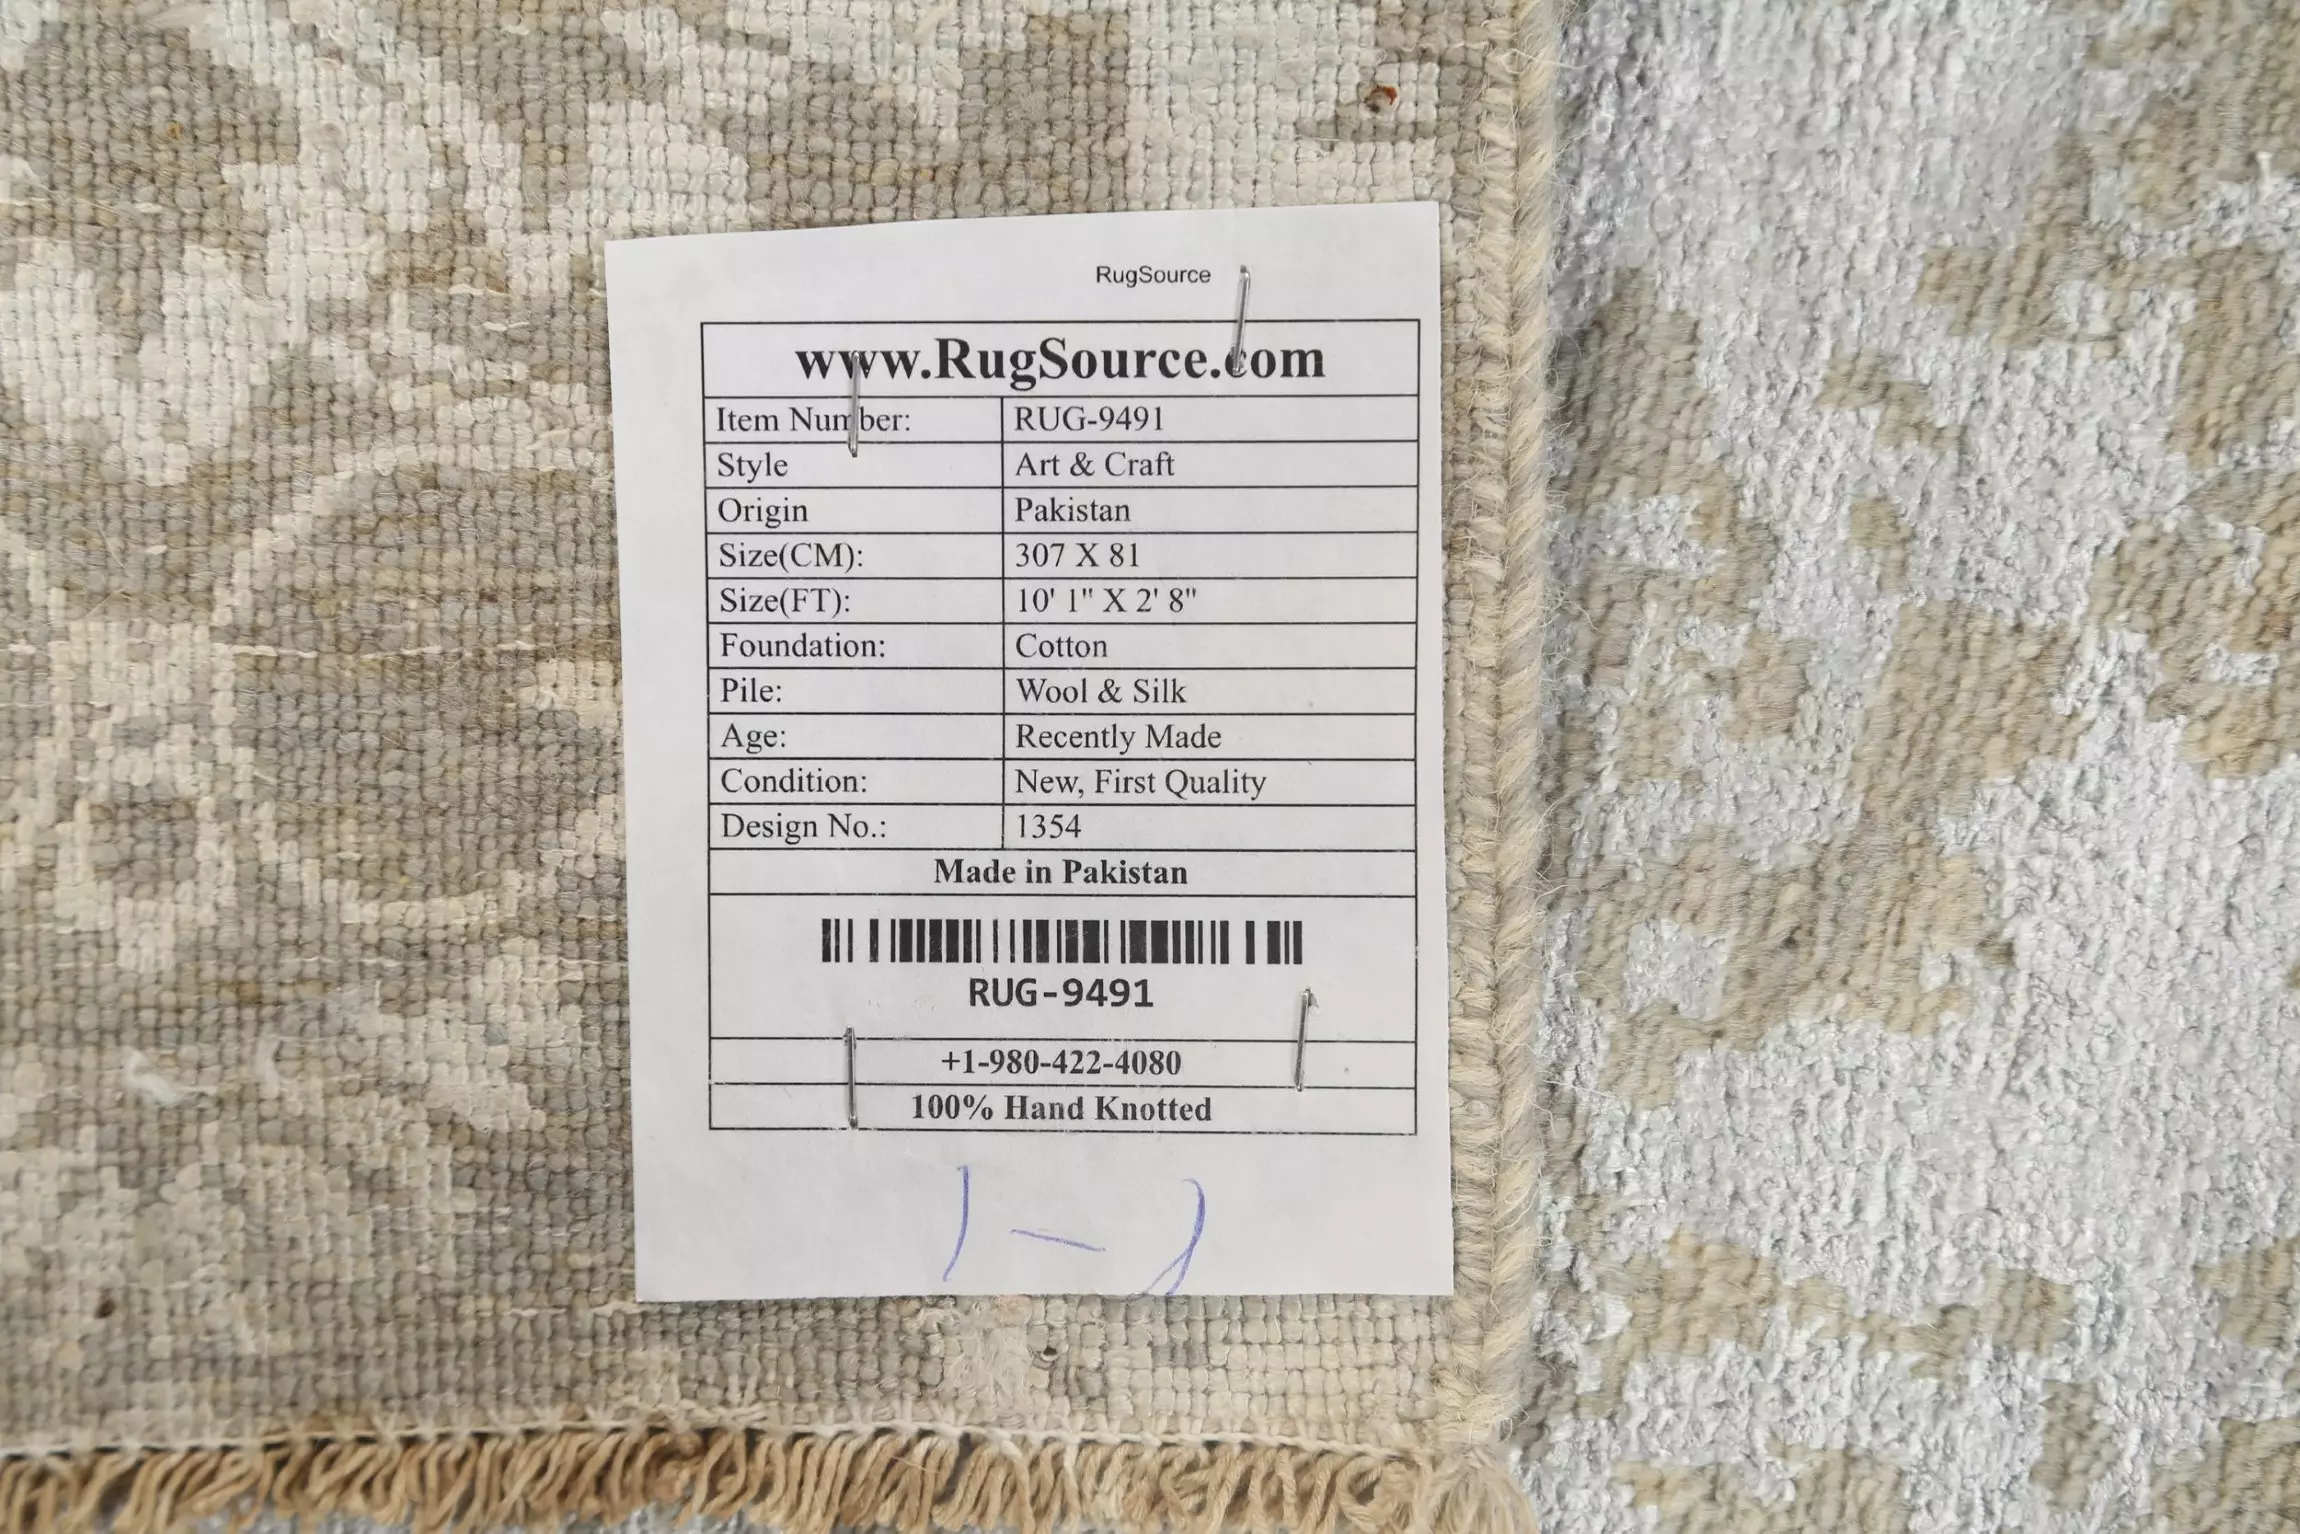 RugSource
www.RugSource.com
Item Number: RUG-9491
Style Art & Craft
Origin Pakistan
Size(CM): 307 X 81
Size(FT): 10' 1" X 2' 8"
Foundation: Cotton
Pile: Wool & Silk
Age: Recently Made
Condition: New, First Quality
Design No.: 1354
Made in Pakistan
RUG-9491
+1-980-422-4080
100% Hand Knotted